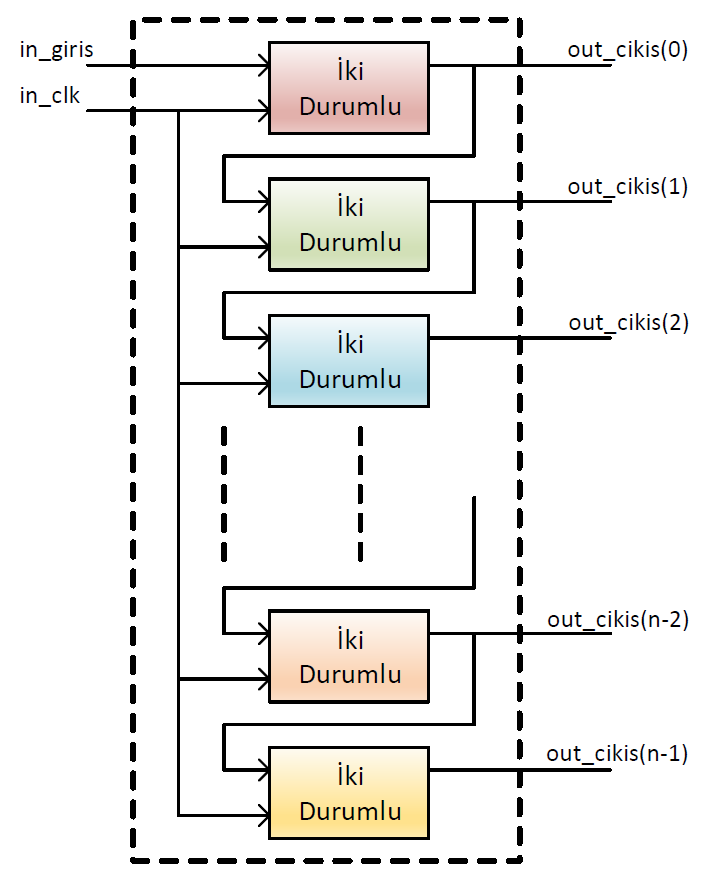 in_giris
in_clk
İki
Durumlu
out_cikis(0)
İki
Durumlu
out_cikis(1)
İki
Durumlu
out_cikis(2)
İki
Durumlu
out_cikis(n-2)
İki
Durumlu
out_cikis(n-1)